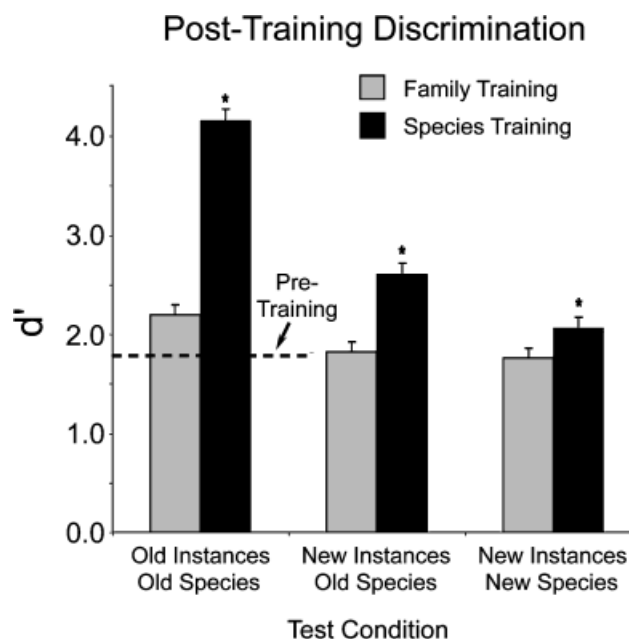 Post-Training Discrimination
Family Training
Species Training
*
4.0
3.0
*
Pre-
Training
*
d'
2.0
1.0
0.0
Old Instances
Old Species
New Instances
Old Species
New Instances
New Species
Test Condition